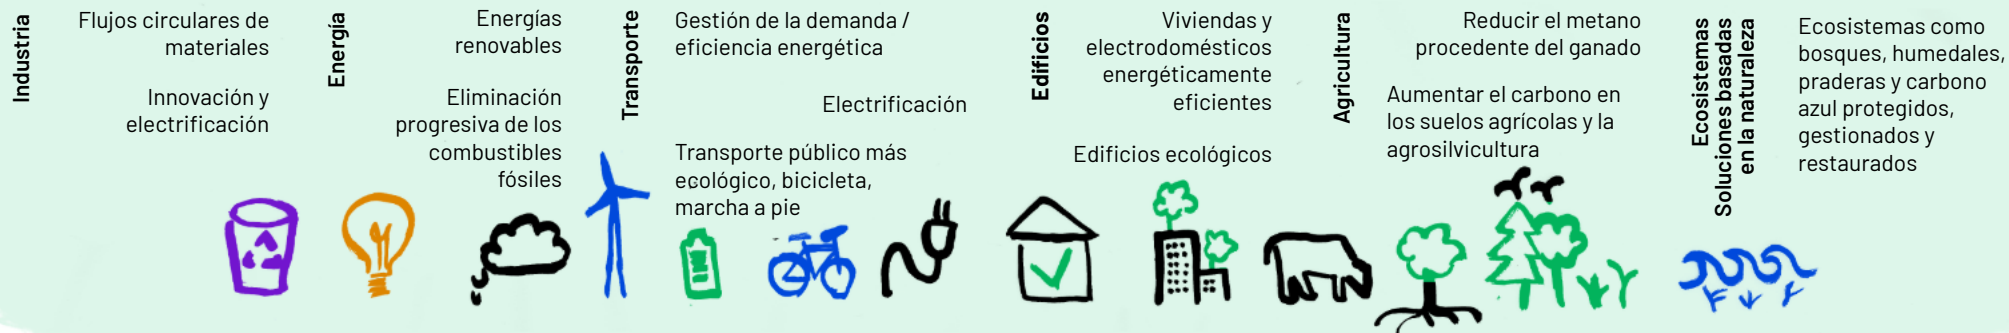 Industria
Flujos circulares de
materiales
Innovación y
electrificación
Energía
Energías
renovables
Eliminación
progresiva de los
combustibles
fósiles
Transporte
Gestión de la demanda /
eficiencia energética
Electrificación
Transporte público más
ecológico, bicicleta,
marcha a pie
Edificios
Viviendas y
electrodomésticos
energéticamente
eficientes
Edificios ecológicos
Agricultura
Reducir el metano
procedente del ganado
Aumentar el carbono en
los suelos agrícolas y la
agrosilvicultura
Ecosistemas
Soluciones basadas
en la naturaleza
Ecosistemas como
bosques, humedales,
praderas y carbono
azul protegidos,
gestionados y
restaurados